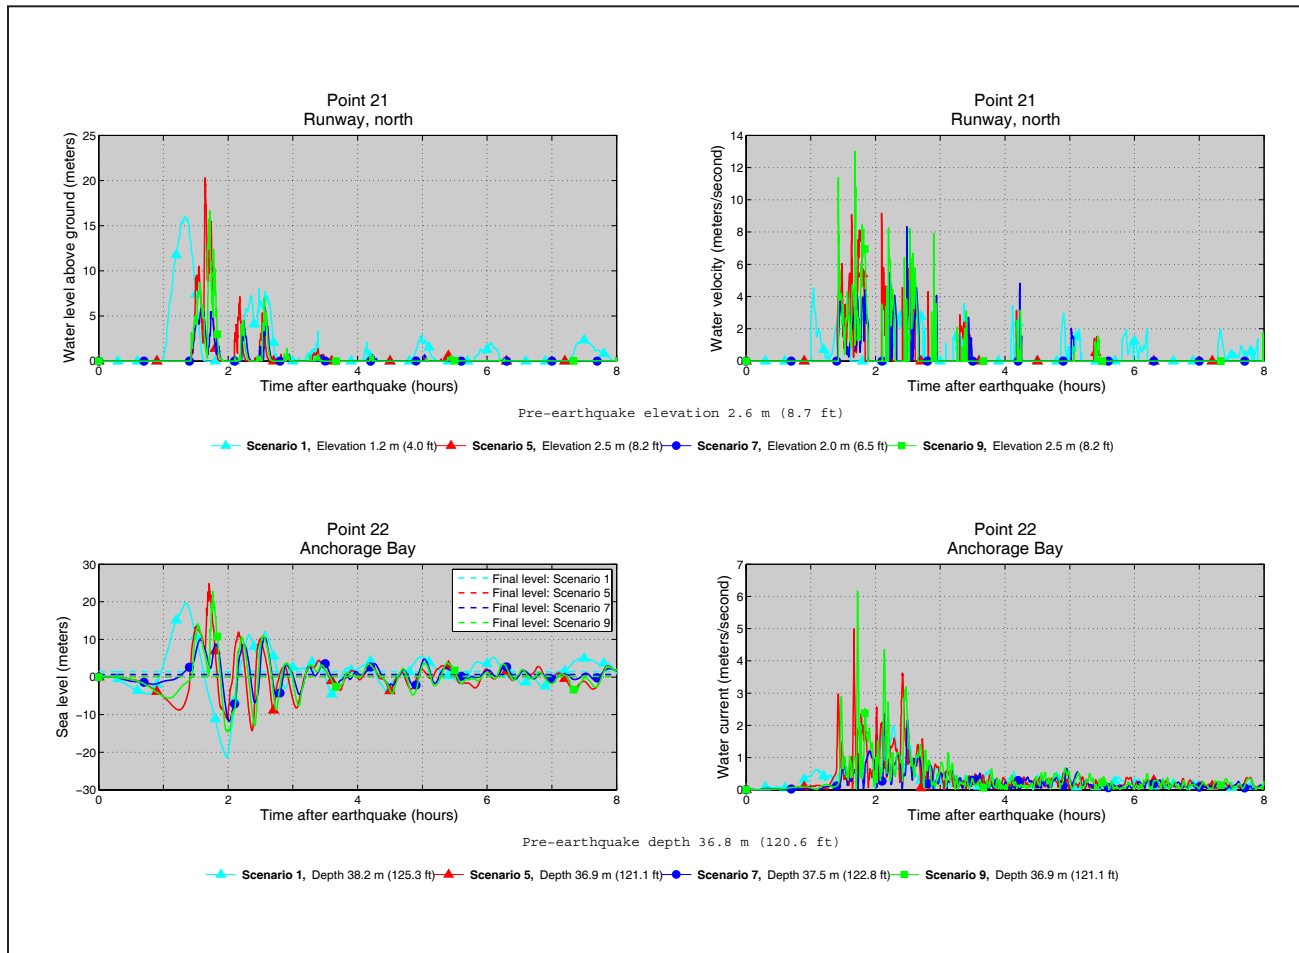 Point 21
Runway, north
Water level above ground (meters)
25
20
15
10
5
0
0 2 4 6 8
Time after earthquake (hours)
Point 21
Runway, north
Water velocity (meters/second)
14
12
10
8
6
4
2
0
0 2 4 6 8
Time after earthquake (hours)
Pre-earthquake elevation 2.6 m (8.7 ft)
Scenario 1, Elevation 1.2 m (4.0 ft) Scenario 5, Elevation 2.5 m (8.2 ft) Scenario 7, Elevation 2.0 m (6.5 ft) Scenario 9, Elevation 2.5 m (8.2 ft)
Point 22
Anchorage Bay
Sea level (meters)
30
20
10
0
−10
−20
−30
0 2 4 6 8
Time after earthquake (hours)
Final level: Scenario 1
Final level: Scenario 5
Final level: Scenario 7
Final level: Scenario 9
Point 22
Anchorage Bay
Water current (meters/second)
7
6
5
4
3
2
1
0
0 2 4 6 8
Time after earthquake (hours)
Pre-earthquake depth 36.8 m (120.6 ft)
Scenario 1, Depth 38.2 m (125.3 ft) Scenario 5, Depth 36.9 m (121.1 ft) Scenario 7, Depth 37.5 m (122.8 ft) Scenario 9, Depth 36.9 m (121.1 ft)